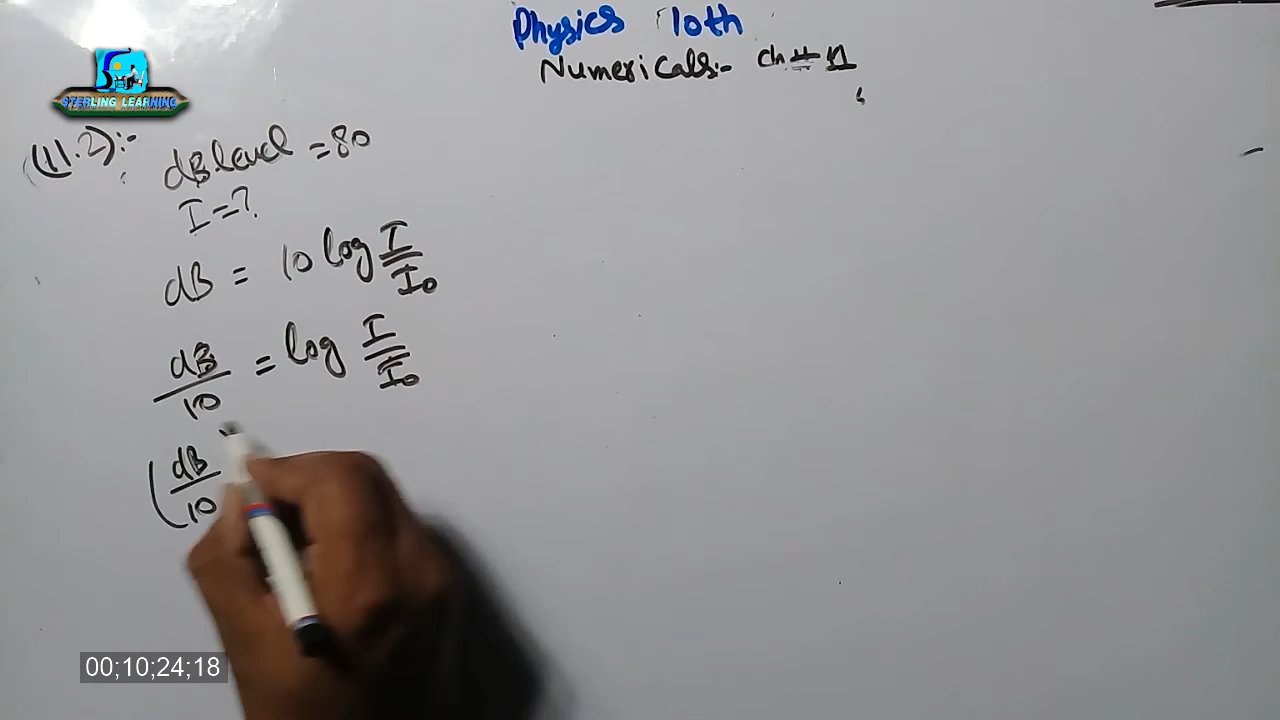 Physics 10th
Numericals:- Ch # 11
STERLING LEARNING
(11.2):-
dB level = 80
I = ?
dB = 10 log I/I₀
dB/10 = log I/I₀
(dB/10
00;10;24;18